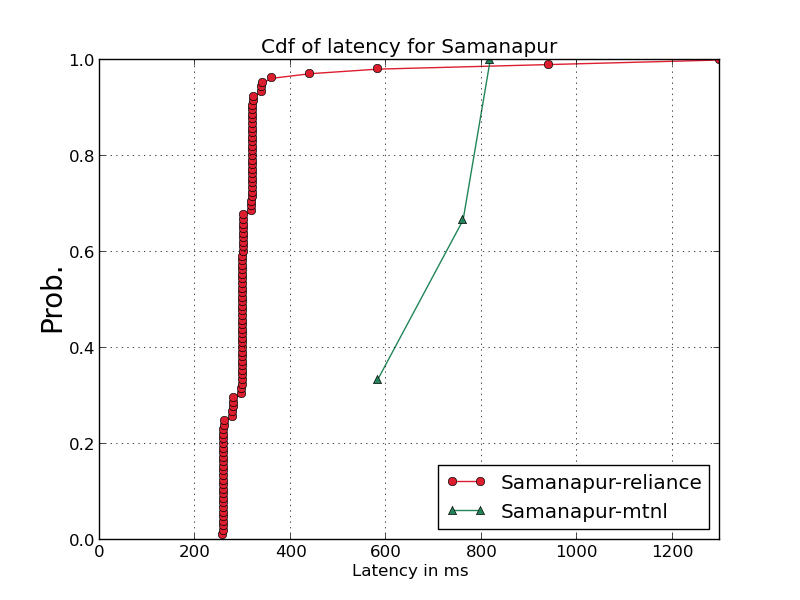 Cdf of latency for Samanapur
1.0
0.8
0.6
0.4
0.2
0.0
Prob.
Samanapur-reliance
Samanapur-mtnl
0 200 400 600 800 1000 1200
Latency in ms